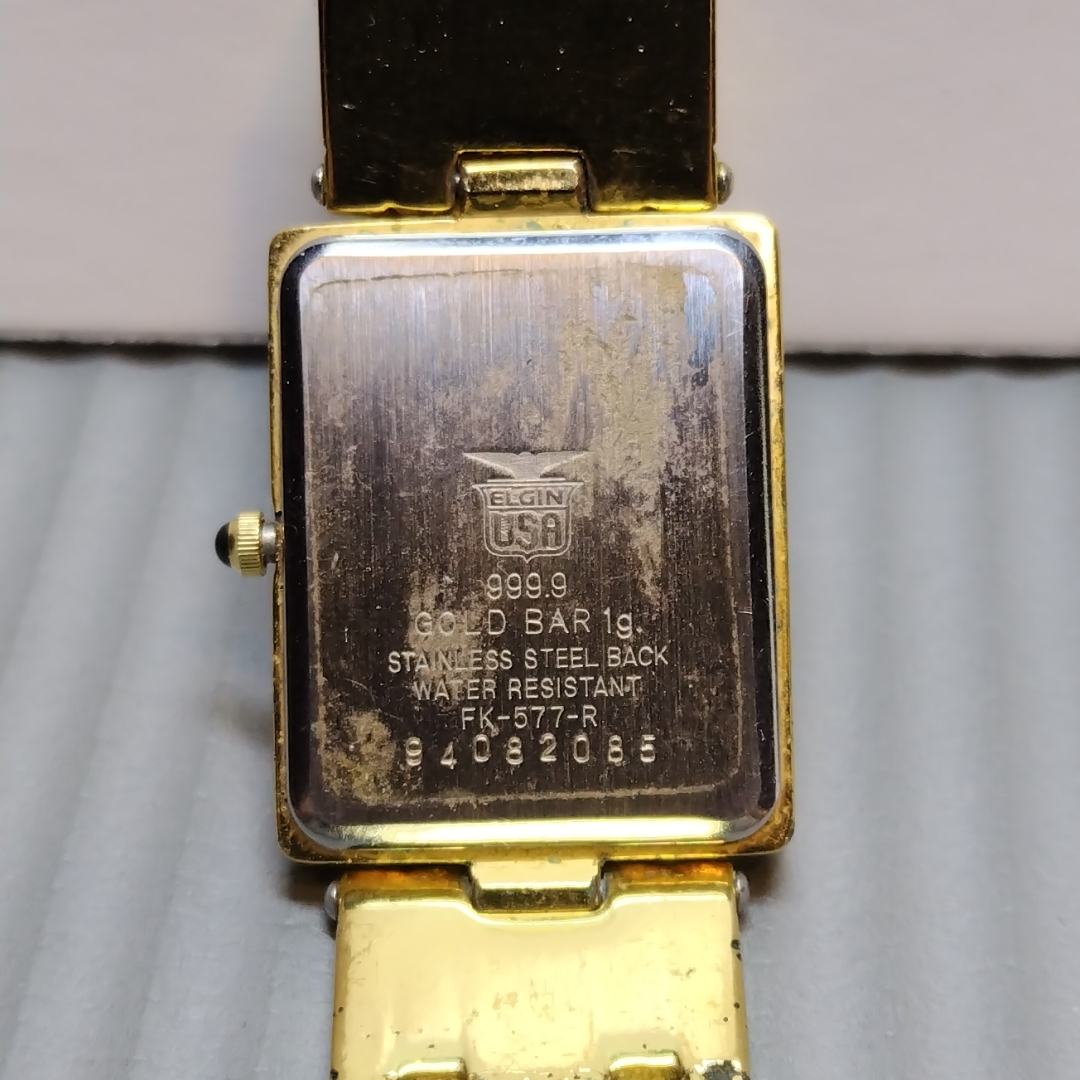 ELGIN
USA
999.9
GOLD BAR 1g.
STAINLESS STEEL BACK
WATER RESISTANT
FK-577-R
94082085